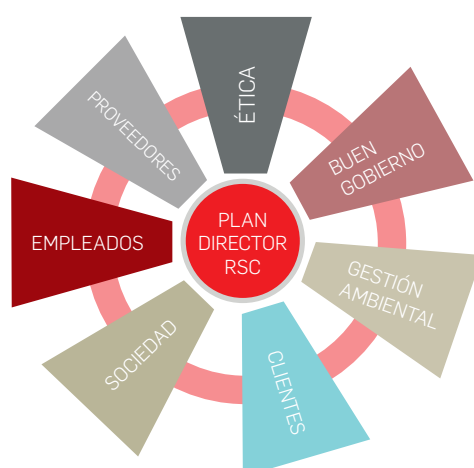 ÉTICA
BUEN
GOBIERNO
GESTIÓN
AMBIENTAL
CLIENTES
SOCIEDAD
EMPLEADOS
PROVEEDORES
PLAN
DIRECTOR
RSC